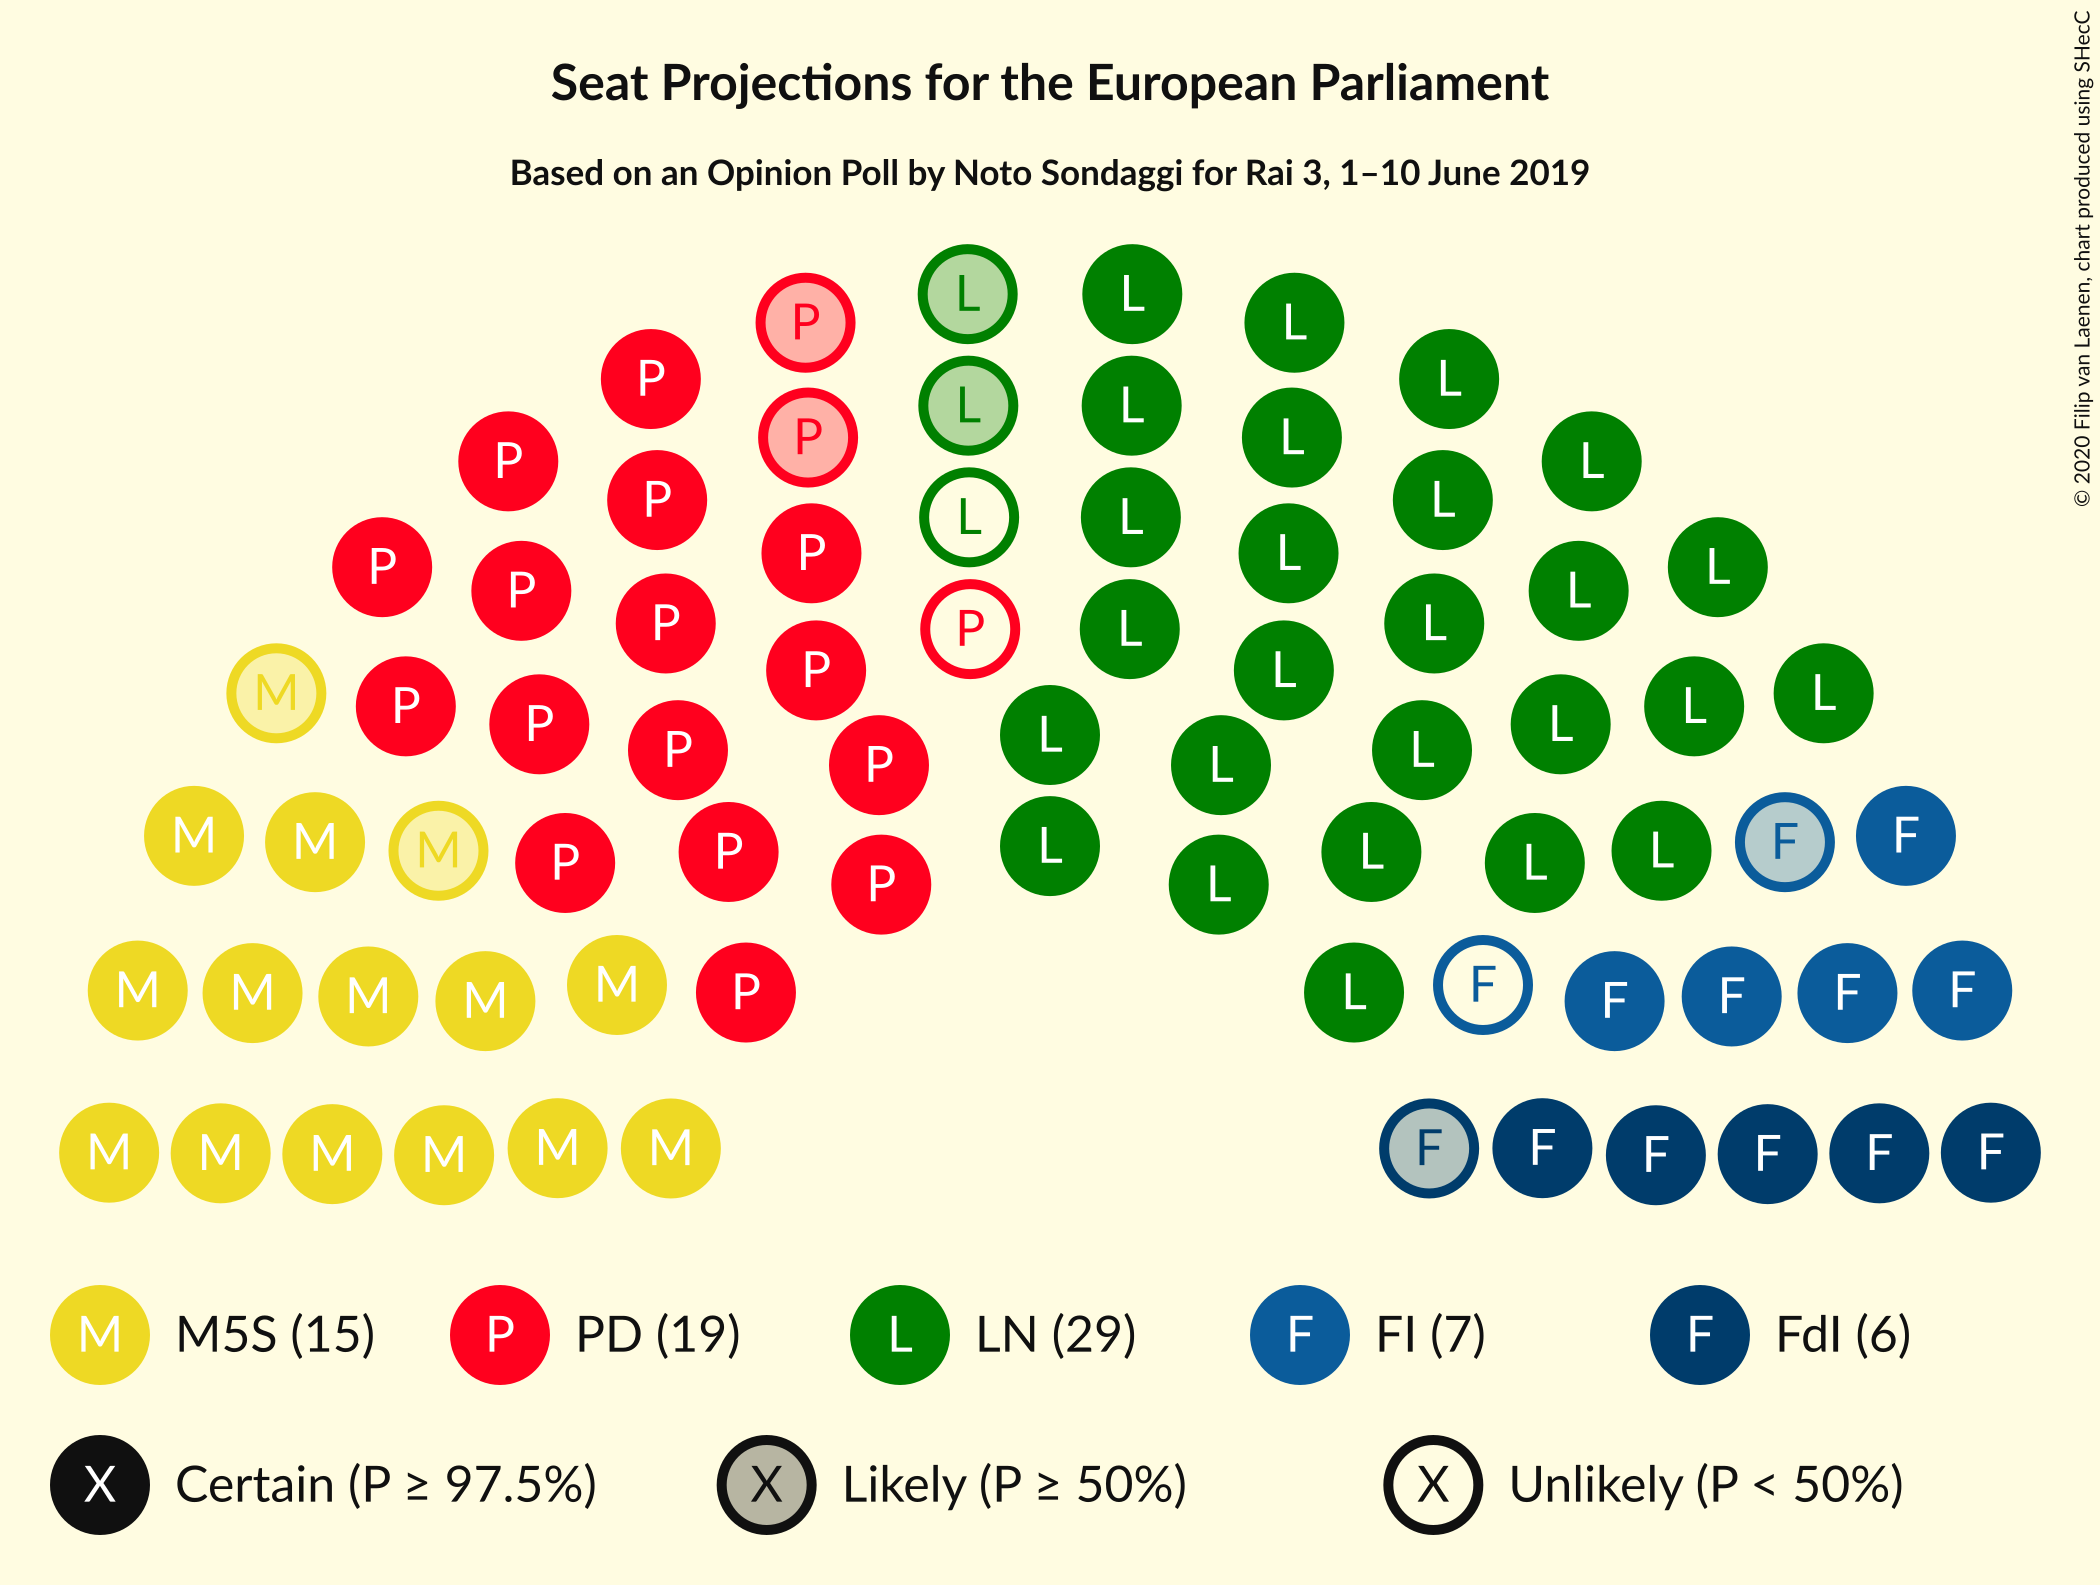 Seat Projections for the European Parliament
Based on an Opinion Poll by Noto Sondaggi for Rai 3, 1–10 June 2019
© 2020 Filip van Laenen, chart produced using SHecC
P L L L
P L
L L
P L
P L
P L
L L
P L
P L
P L
P L
P L
P L
M L
P L
P L
L
P L
P L
M M M P P L L L L F F
P L
M M M M M P L F F F F F
M M M M M M F F F F F F
M M5S (15) P PD (19) L LN (29) F FI (7) F FdI (6)
X Certain (P ≥ 97.5%) X Likely (P ≥ 50%) X Unlikely (P < 50%)